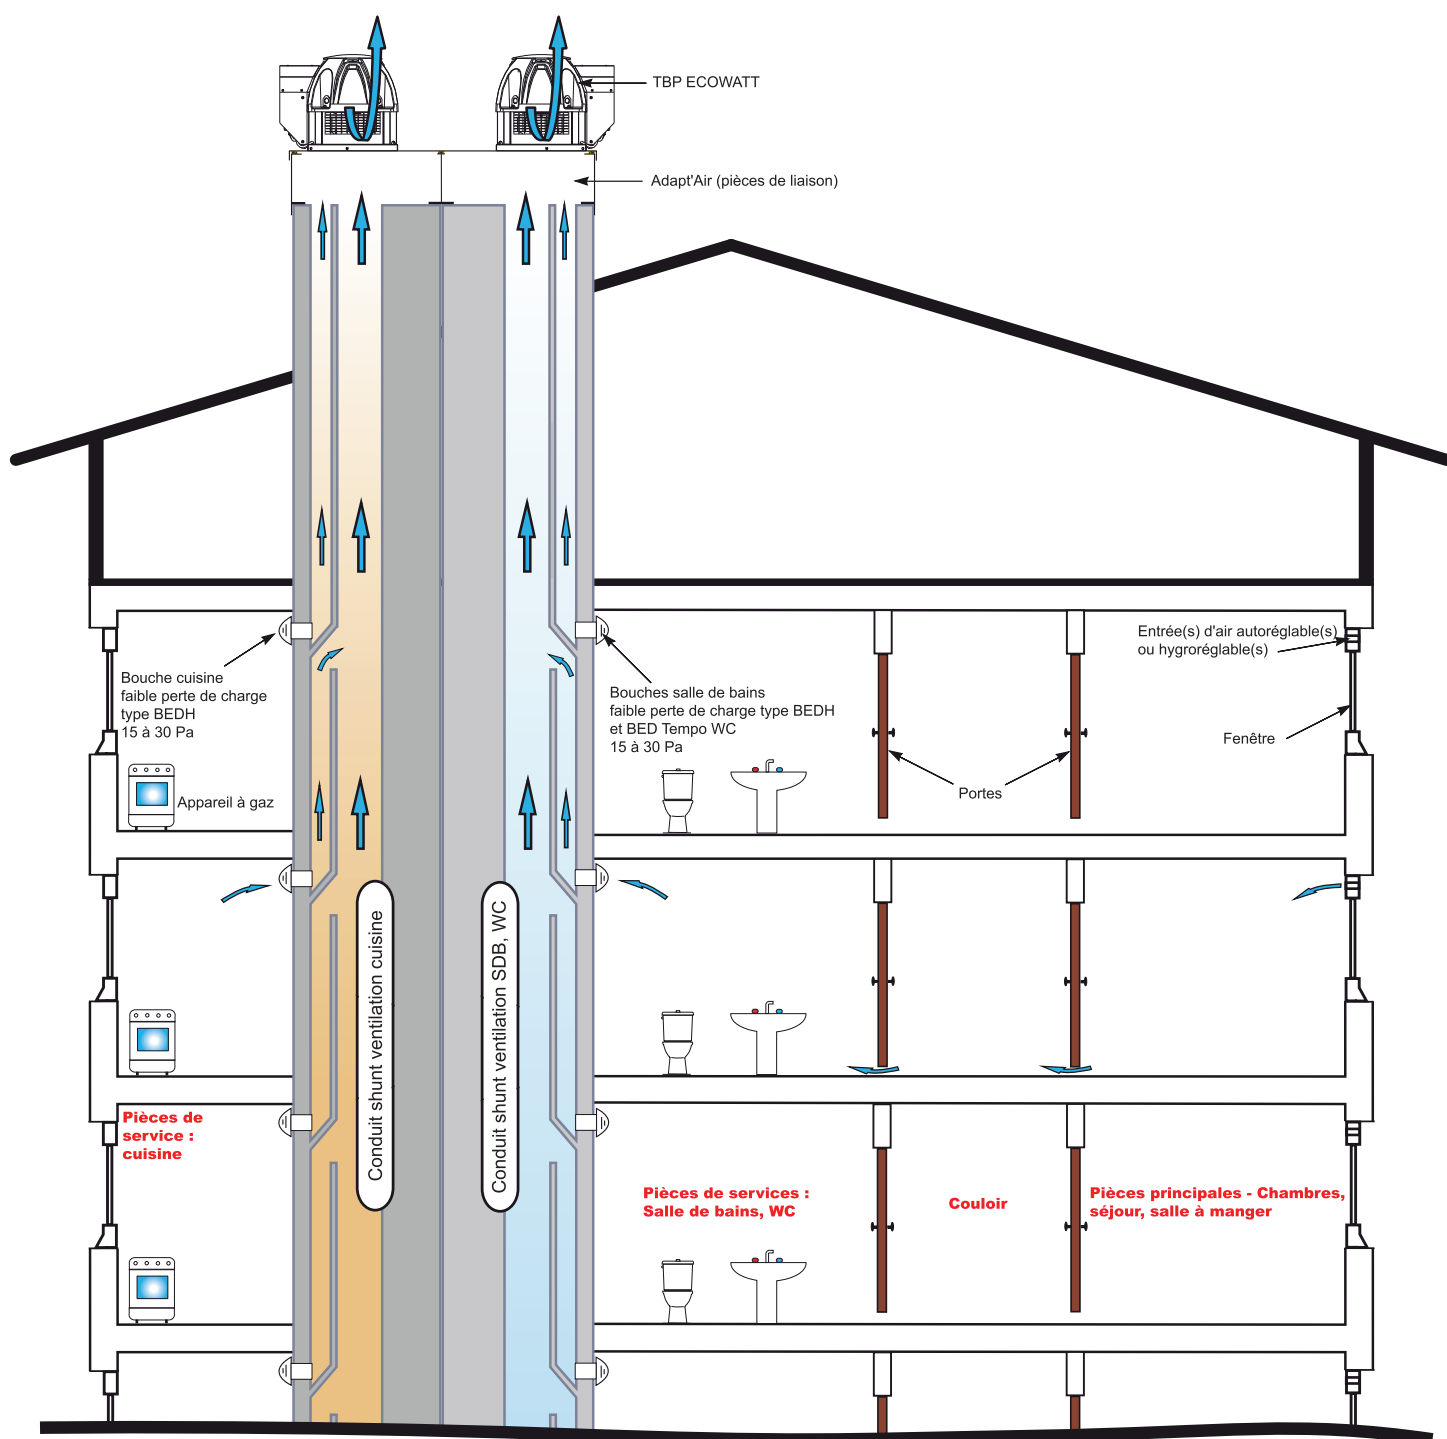 TBP ECOWATT
Adapt'Air (pièces de liaison)
Entrée(s) d'air autoréglable(s)
ou hygroréglable(s)
Bouche cuisine
faible perte de charge
type BEDH
15 à 30 Pa
Bouches salle de bains
faible perte de charge type BEDH
et BED Tempo WC
15 à 30 Pa
Fenêtre
Portes
Appareil à gaz
Conduit shunt ventilation cuisine
Conduit shunt ventilation SDB, WC
Pièces de
service :
cuisine
Pièces de services :
Salle de bains, WC
Couloir
Pièces principales - Chambres,
séjour, salle à manger